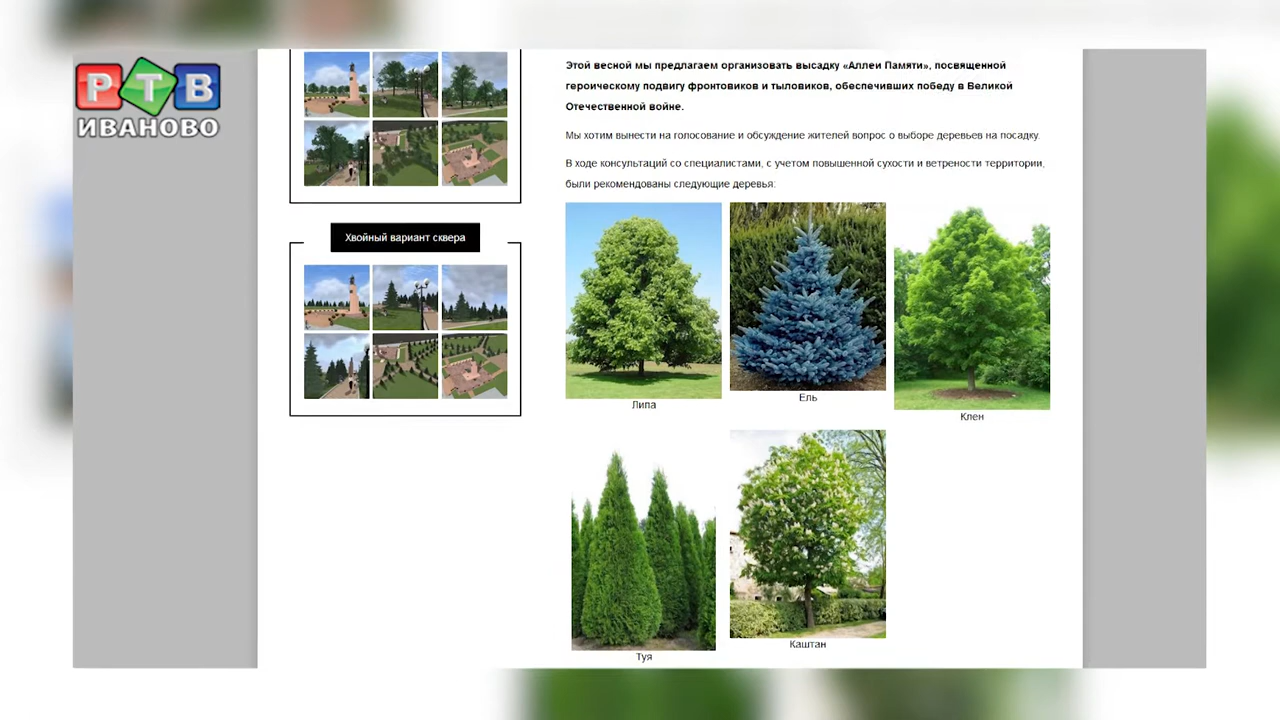 РТВ
ИВАНОВО
Хвойный вариант сквера
Этой весной мы предлагаем организовать высадку «Аллеи Памяти», посвященной
героическому подвигу фронтовиков и тыловиков, обеспечивших победу в Великой
Отечественной войне.
Мы хотим вынести на голосование и обсуждение жителей вопрос о выборе деревьев на посадку.
В ходе консультаций со специалистами, с учетом повышенной сухости и ветрености территории,
были рекомендованы следующие деревья:
Липа
Ель
Клен
Туя
Каштан